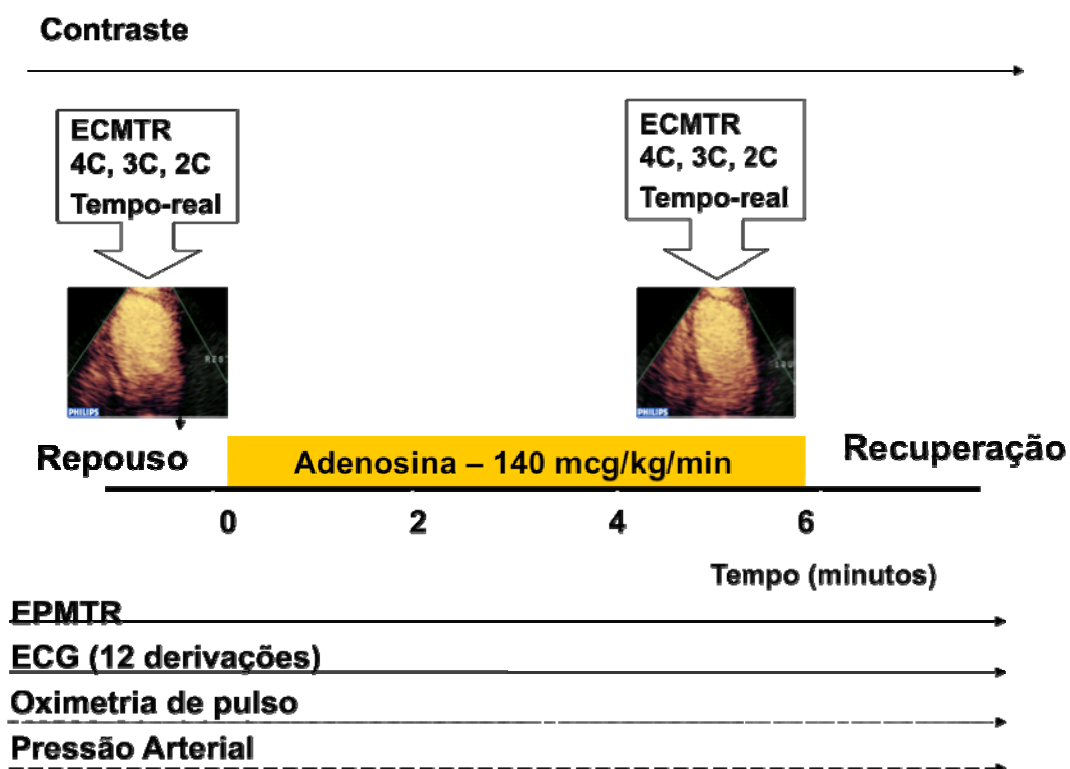 Contraste
ECMTR
4C, 3C, 2C
Tempo-real
ECMTR
4C, 3C, 2C
Tempo-real
PHILIPS
PHILIPS
Repouso
Adenosina – 140 mcg/kg/min
Recuperação
0 2 4 6
Tempo (minutos)
EPMTR
ECG (12 derivações)
Oximetria de pulso
Pressão Arterial